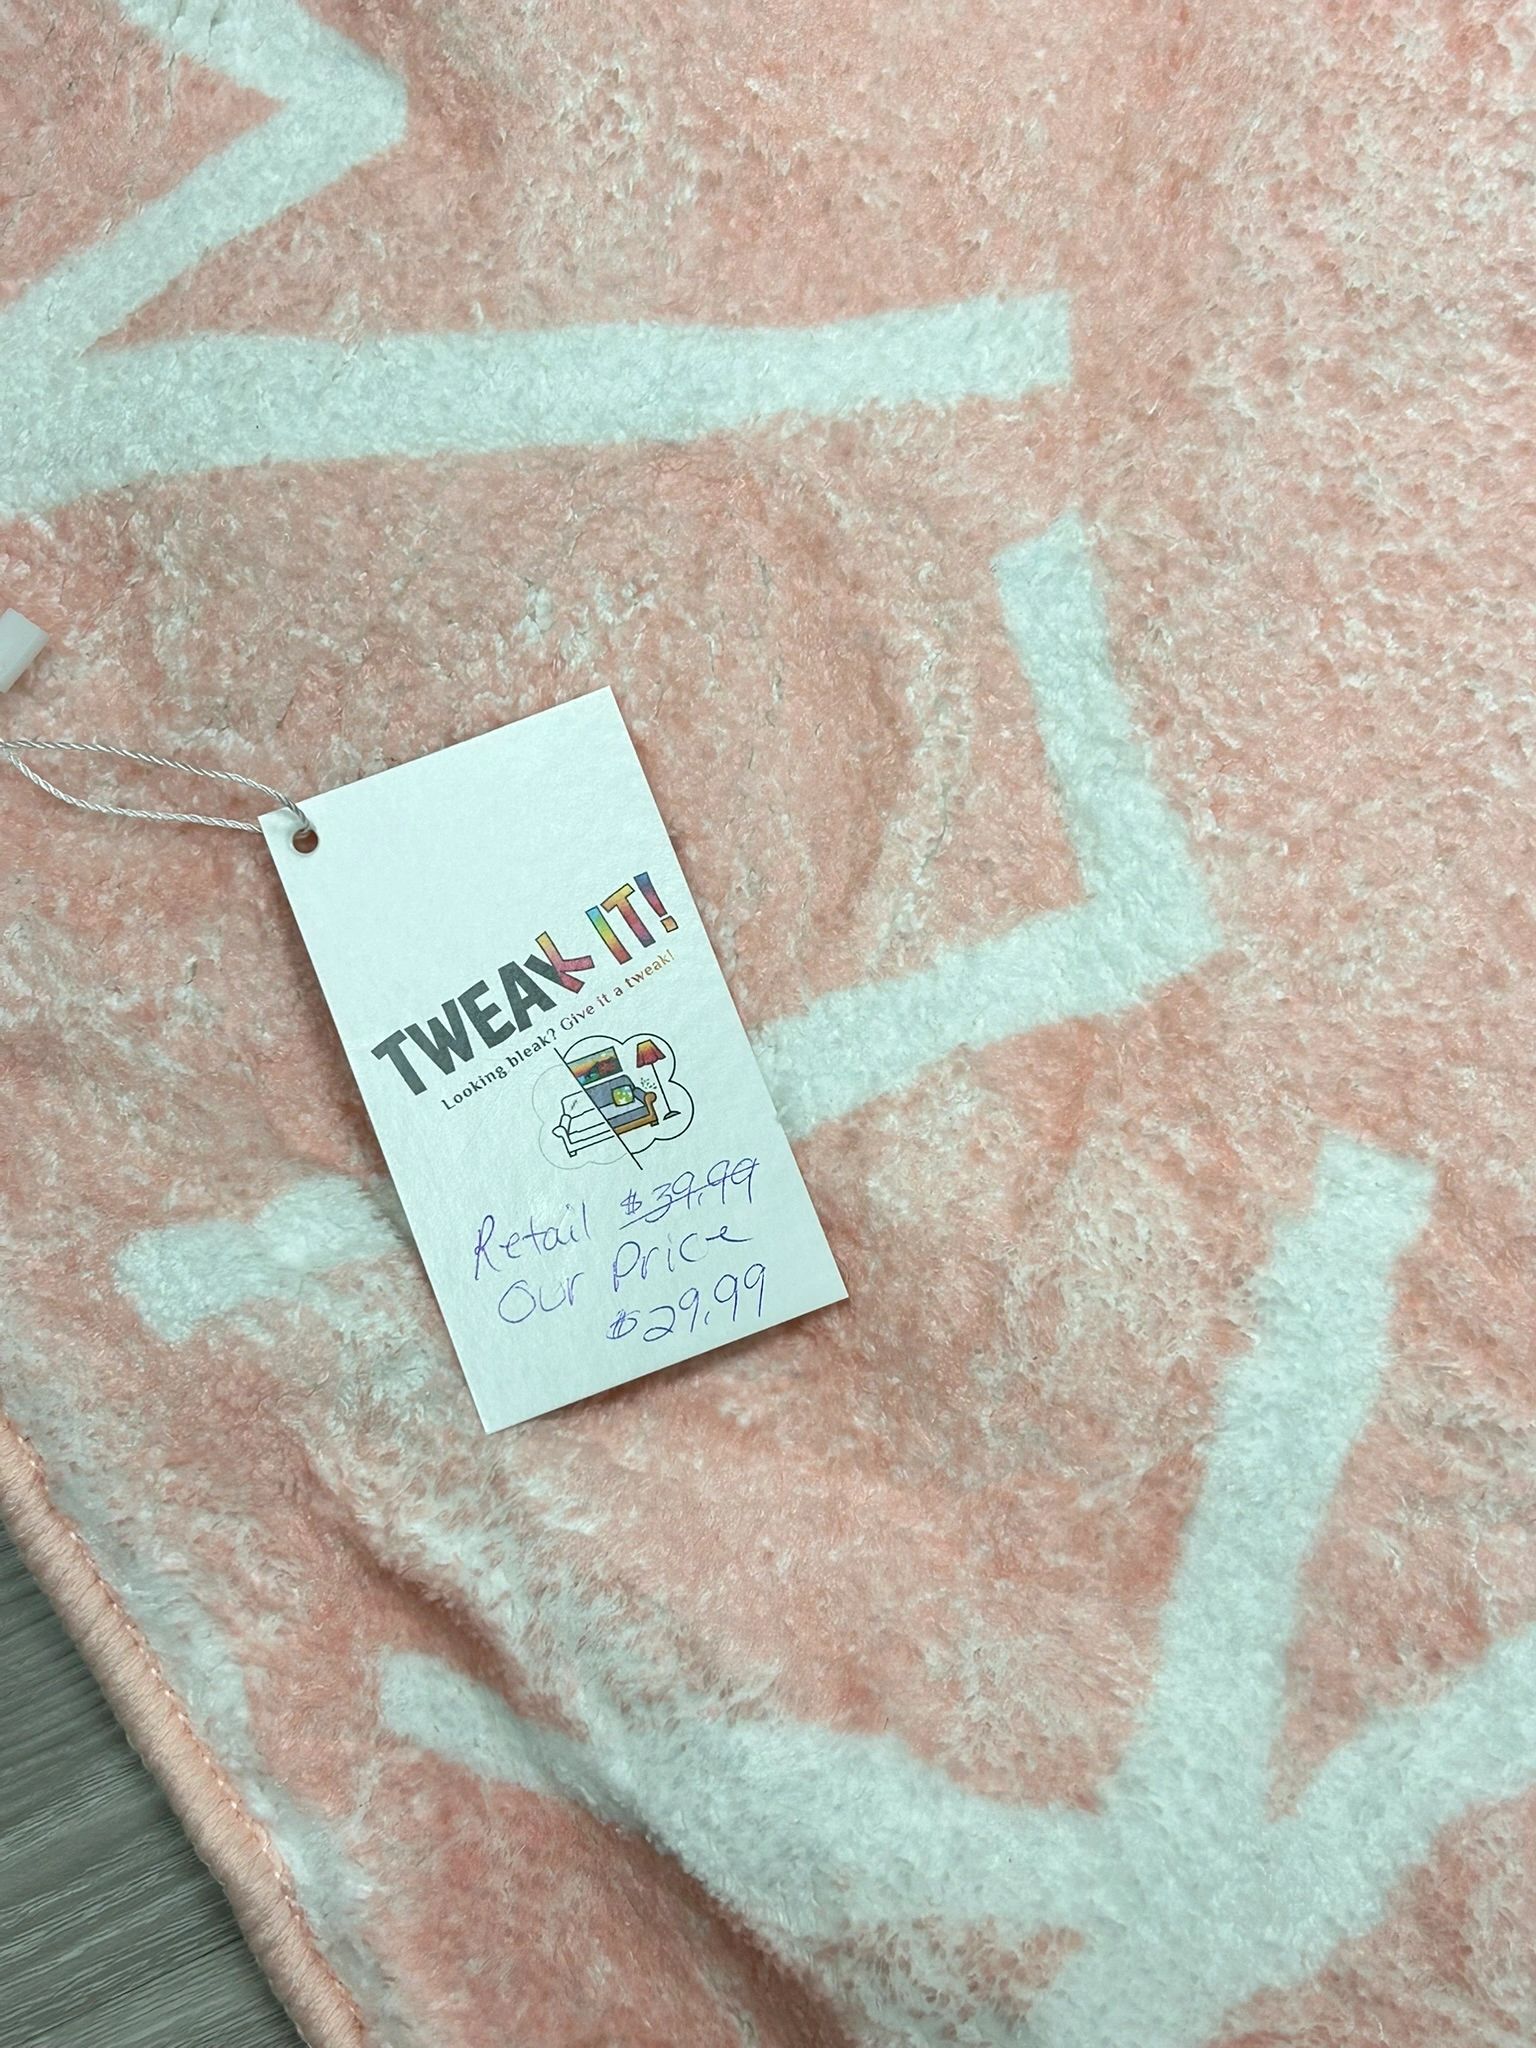 TWEAK IT!
Looking bleak? Give it a tweak!
Retail $39.99
Our Price
$29.99